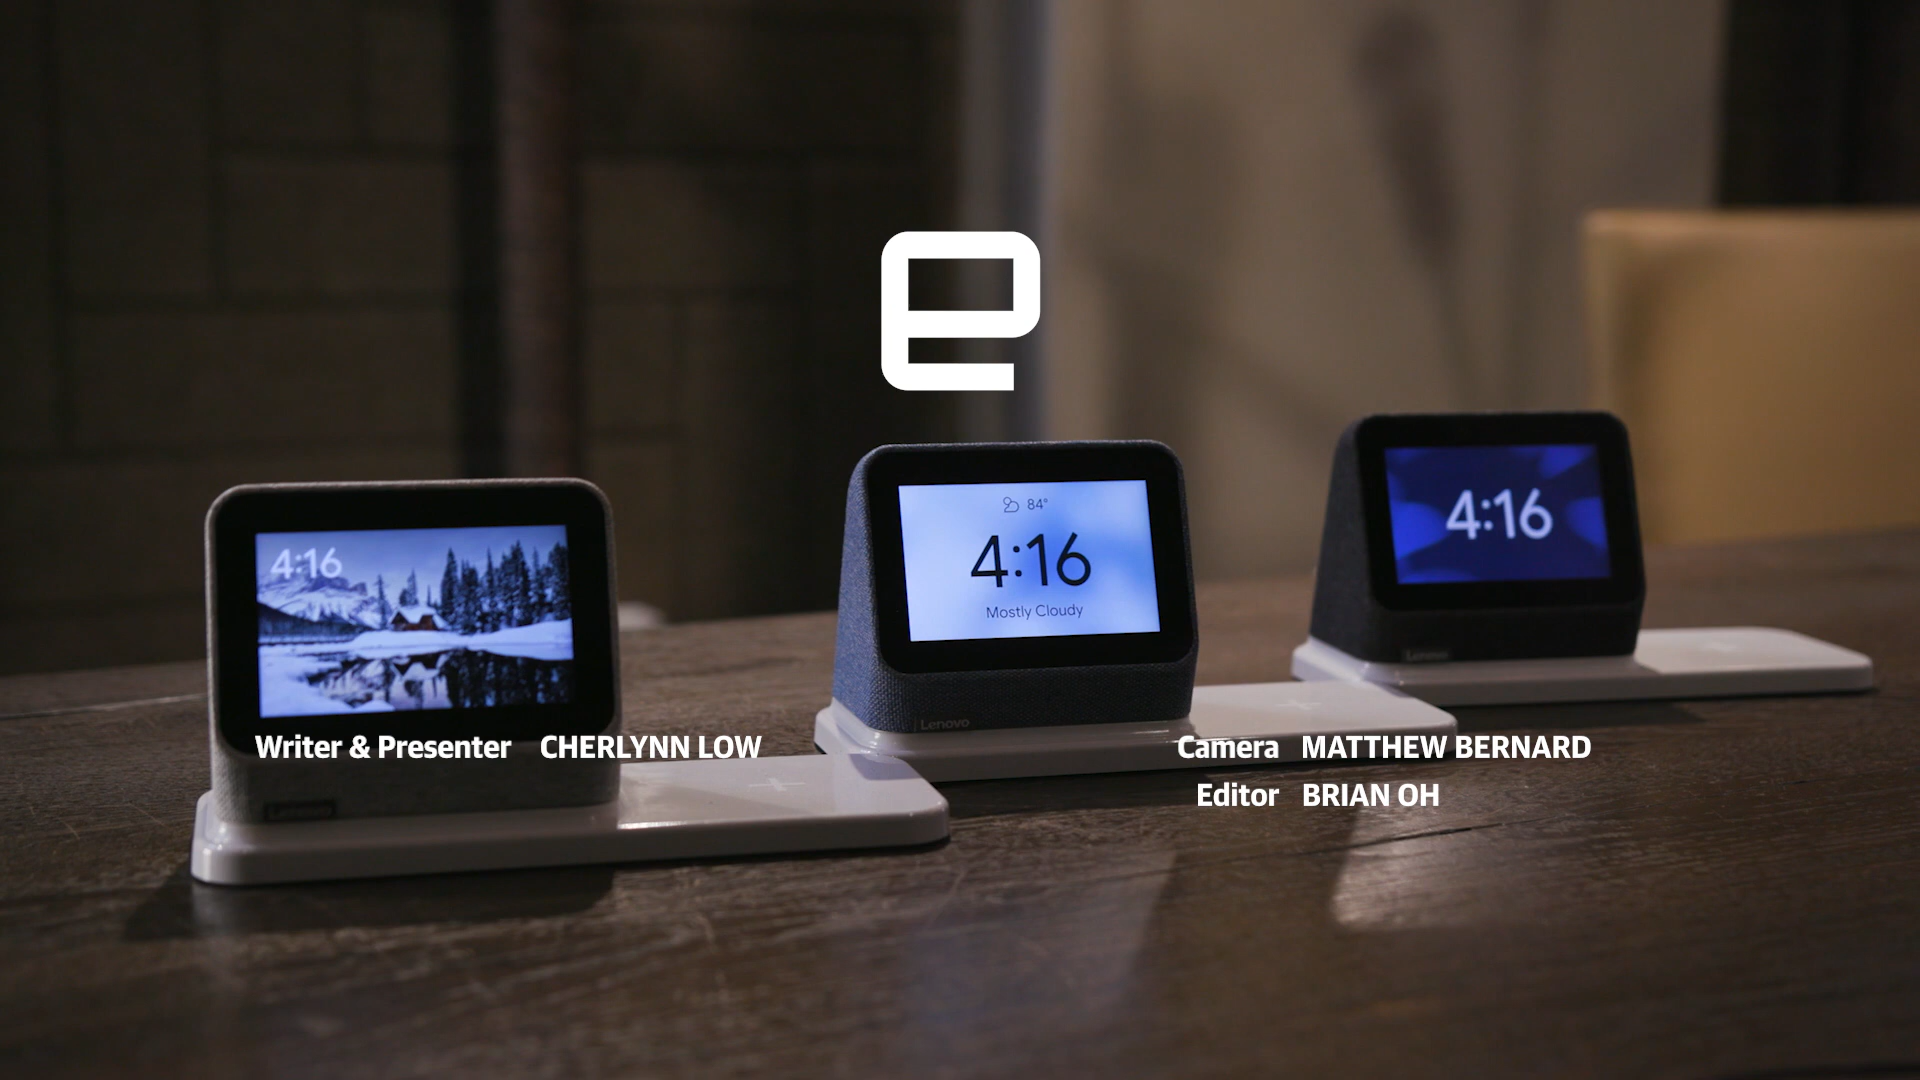 e
84°
4:16
4:16
4:16
Mostly Cloudy
Lenovo
Lenovo
Lenovo
Writer & Presenter CHERLYNN LOW
Camera MATTHEW BERNARD
Editor BRIAN OH